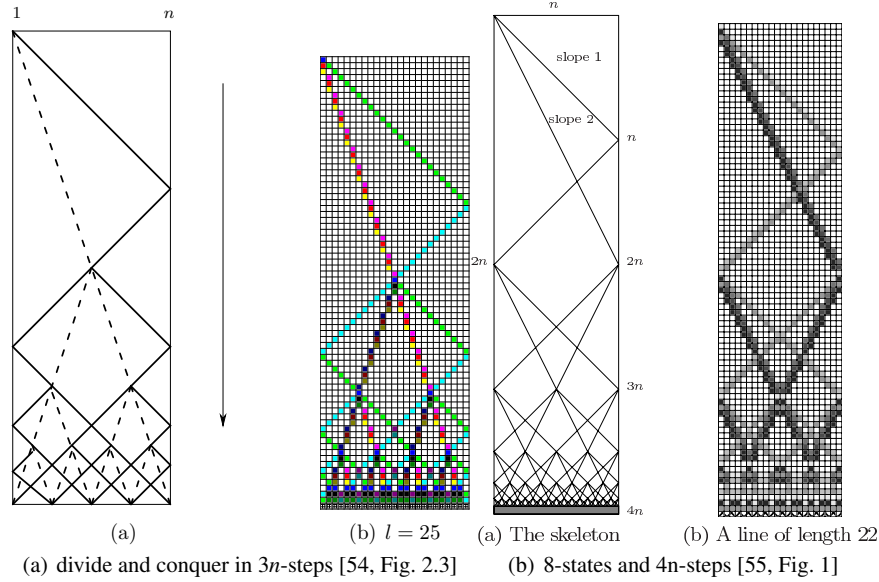 1 n
n
slope 1
slope 2
n
2n 2n
3n
4n
(a)
(b) l = 25
(a) The skeleton
(b) A line of length 22
(a) divide and conquer in 3n-steps [54, Fig. 2.3]
(b) 8-states and 4n-steps [55, Fig. 1]